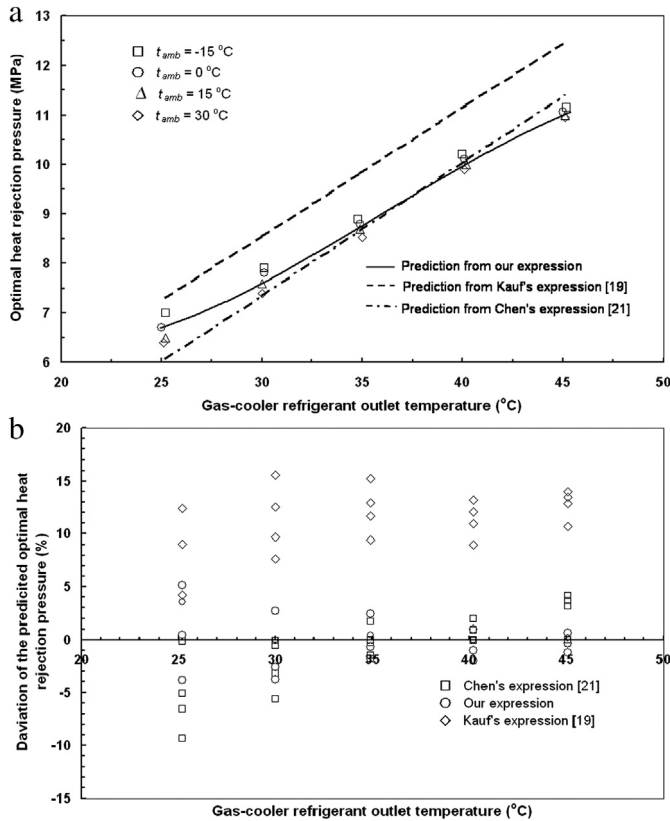 a
13
12
11
10
9
8
7
6
Optimal heat rejection pressure (MPa)
t_amb = -15 °C
t_amb = 0 °C
t_amb = 15 °C
t_amb = 30 °C
Prediction from our expression
Prediction from Kauf's expression [19]
Prediction from Chen's expression [21]
20 25 30 35 40 45 50
Gas-cooler refrigerant outlet temperature (°C)
b
20
15
10
5
0
-5
-10
-15
Daviation of the predicited optimal heat
rejection pressure (%)
20 25 30 35 40 45 50
Chen's expression [21]
Our expression
Kauf's expression [19]
Gas-cooler refrigerant outlet temperature (°C)